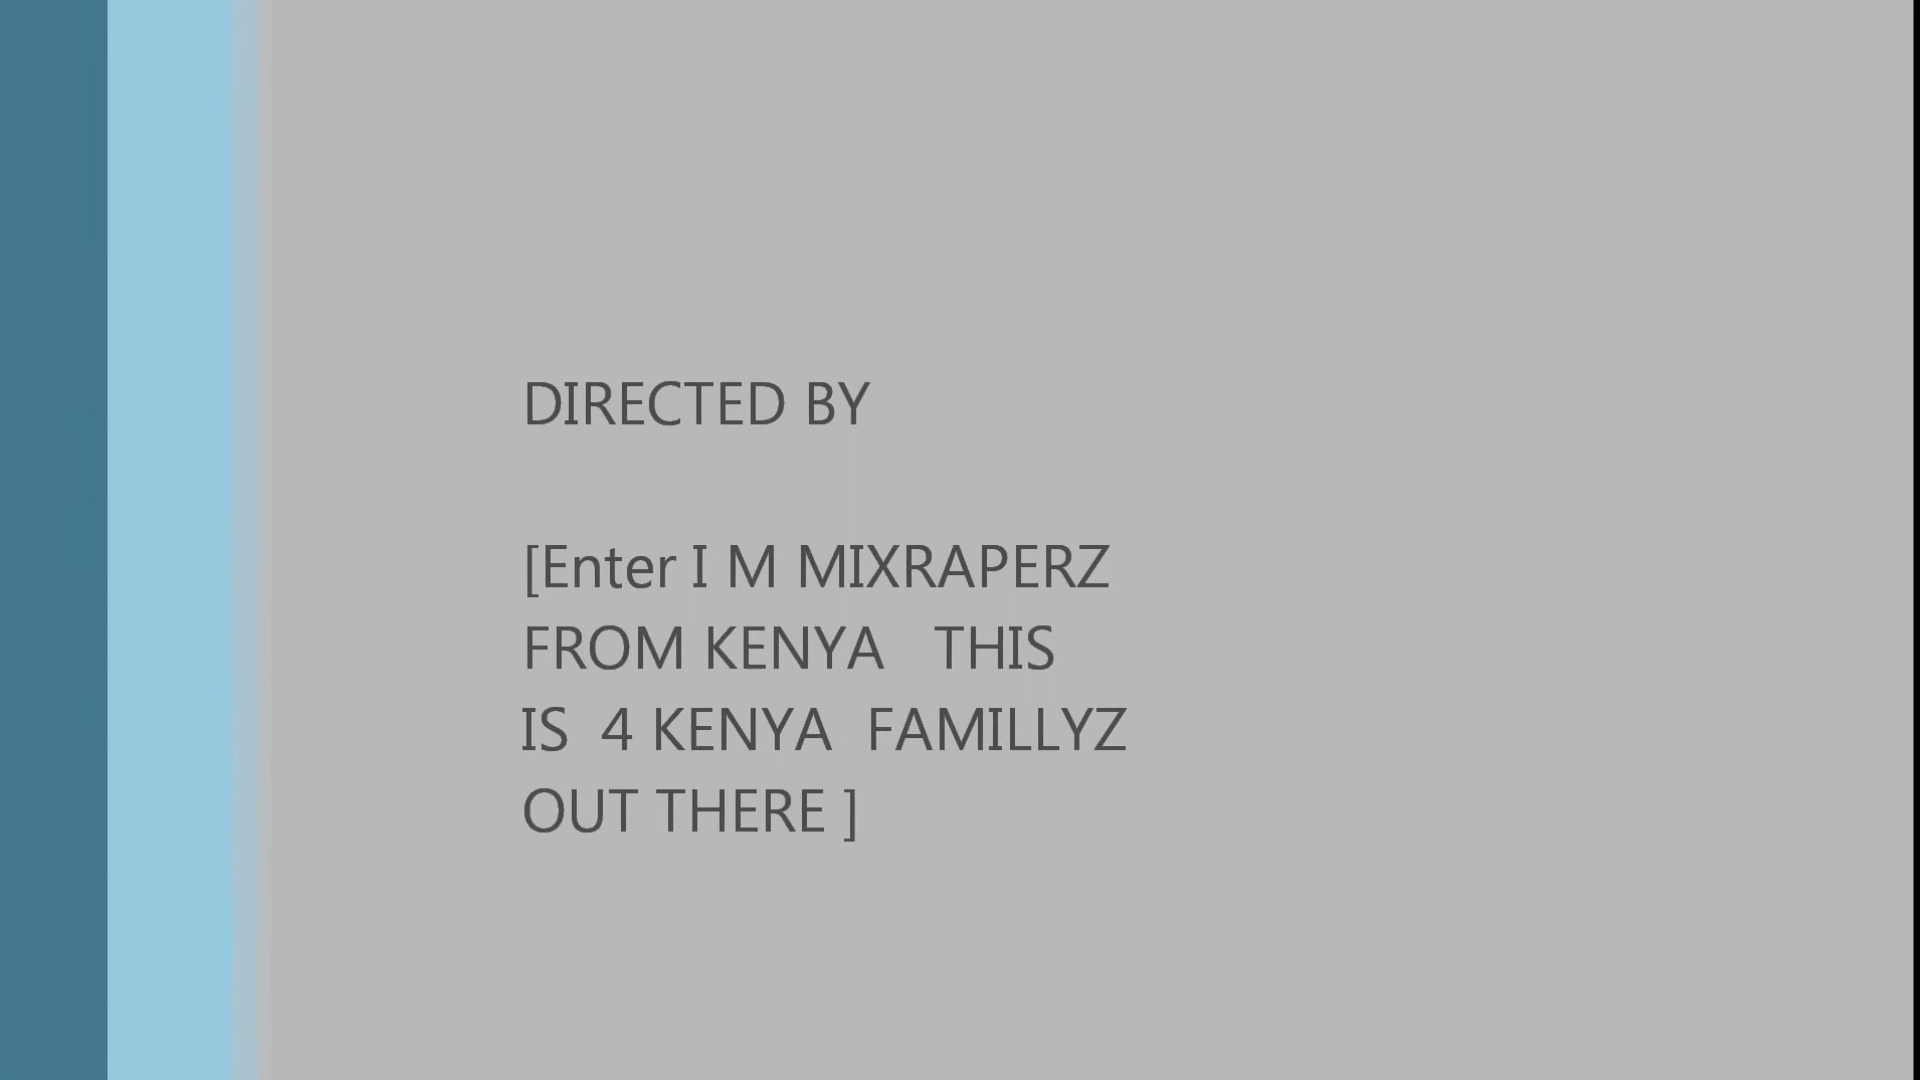 DIRECTED BY
[Enter I M MIXRAPERZ
FROM KENYA   THIS
IS  4 KENYA  FAMILLYZ
OUT THERE ]